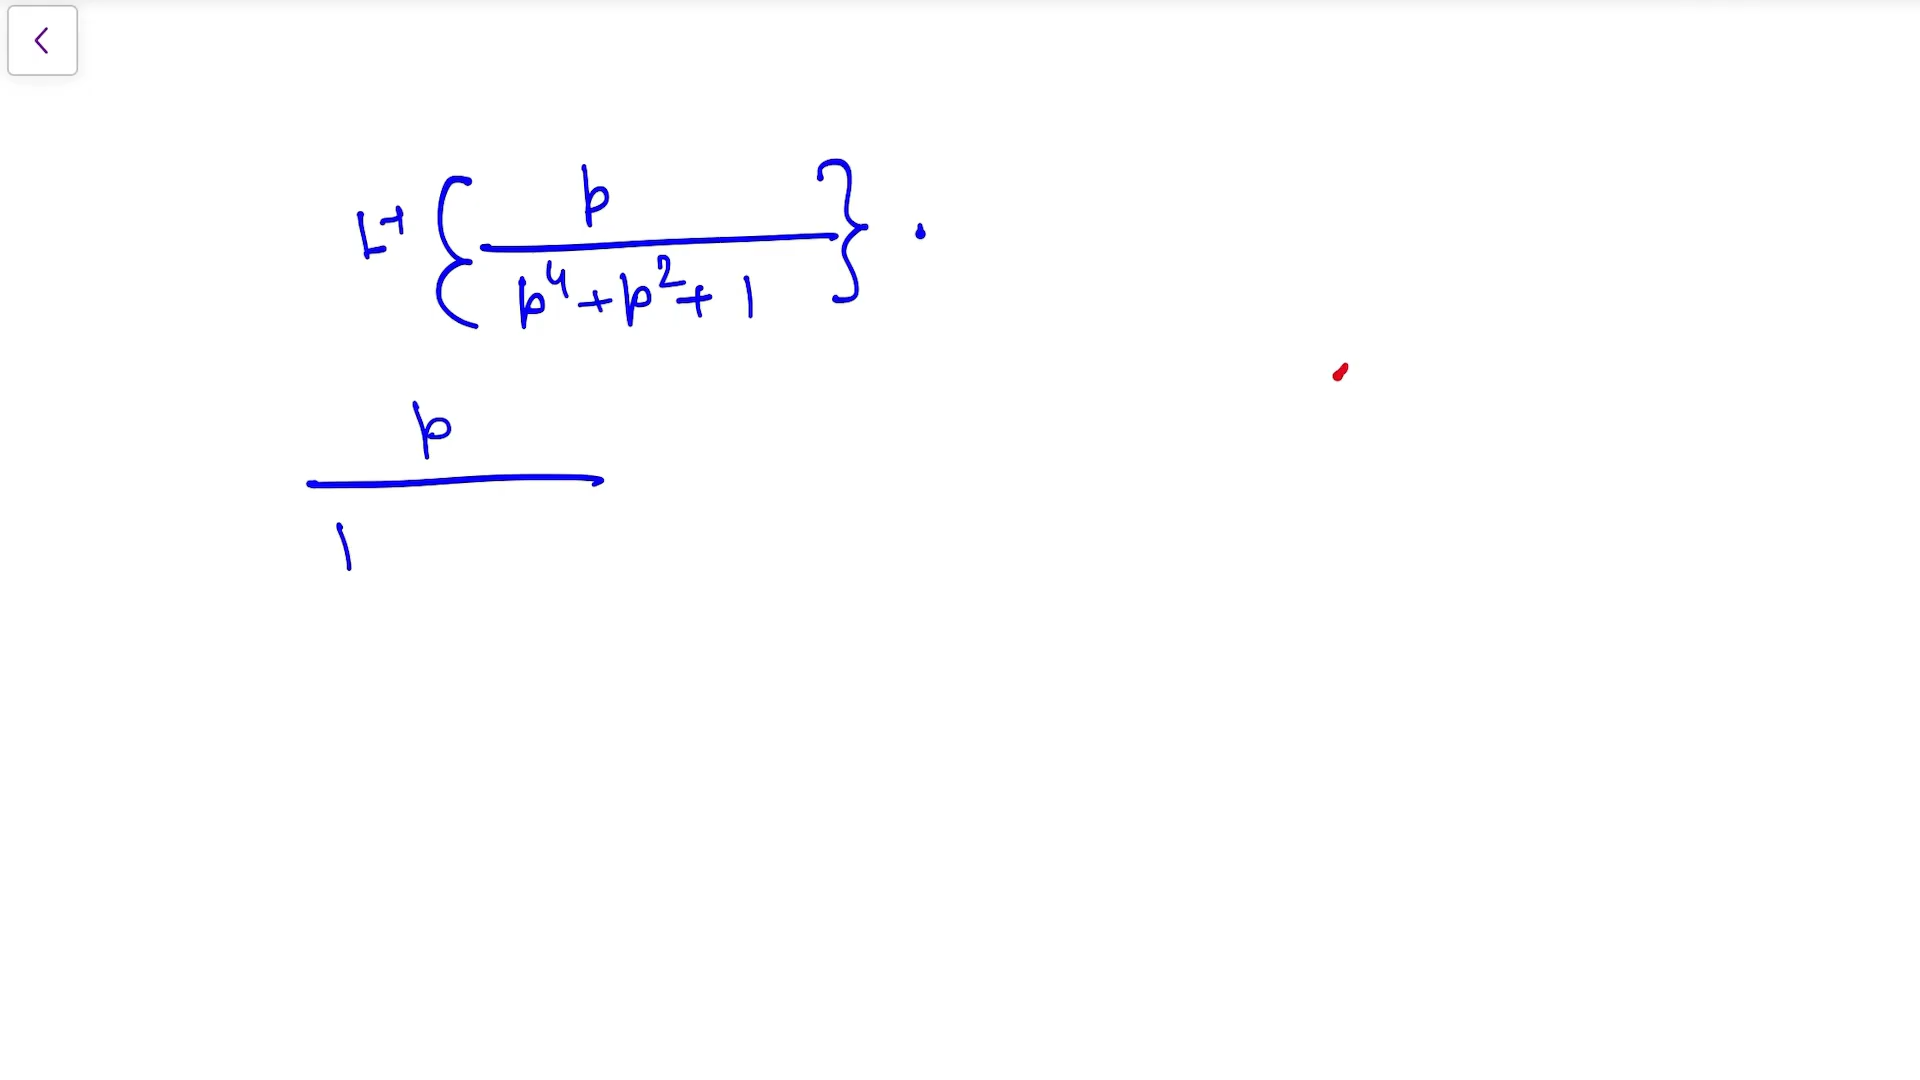 L⁻¹ { p / (p⁴ + p² + 1) } .
p
1